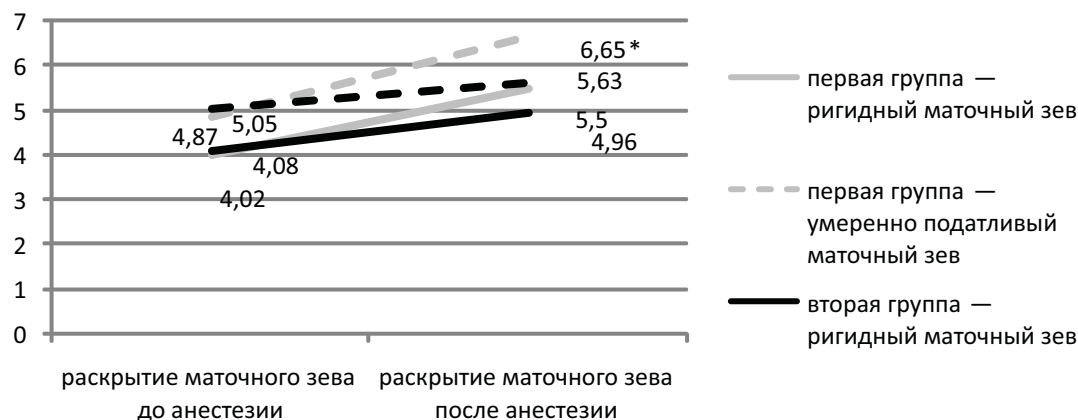 7
6
5
4
3
2
1
0
6,65*
5,63
5,05
4,87
5,5
4,96
4,08
4,02
раскрытие маточного зева
до анестезии
раскрытие маточного зева
после анестезии
первая группа —
ригидный маточный зев
первая группа —
умеренно податливый
маточный зев
вторая группа —
ригидный маточный зев